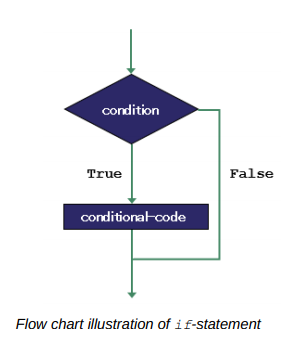 condition
True
False
conditional-code
Flow chart illustration of if-statement